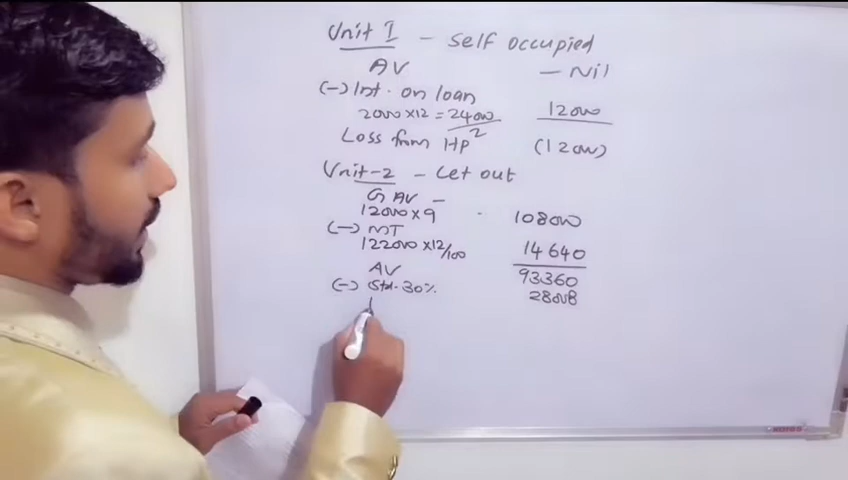 Unit I - Self Occupied
AV - Nil
(-) Int. on loan
2000 x 12 = 24000/2 12000
Loss from HP (12000)
Unit-2 - Let out
GAV -
12000 x 9 108000
(-) MT
122000 x 12/100 14640
AV 93360
(-) Std. 30% 28008